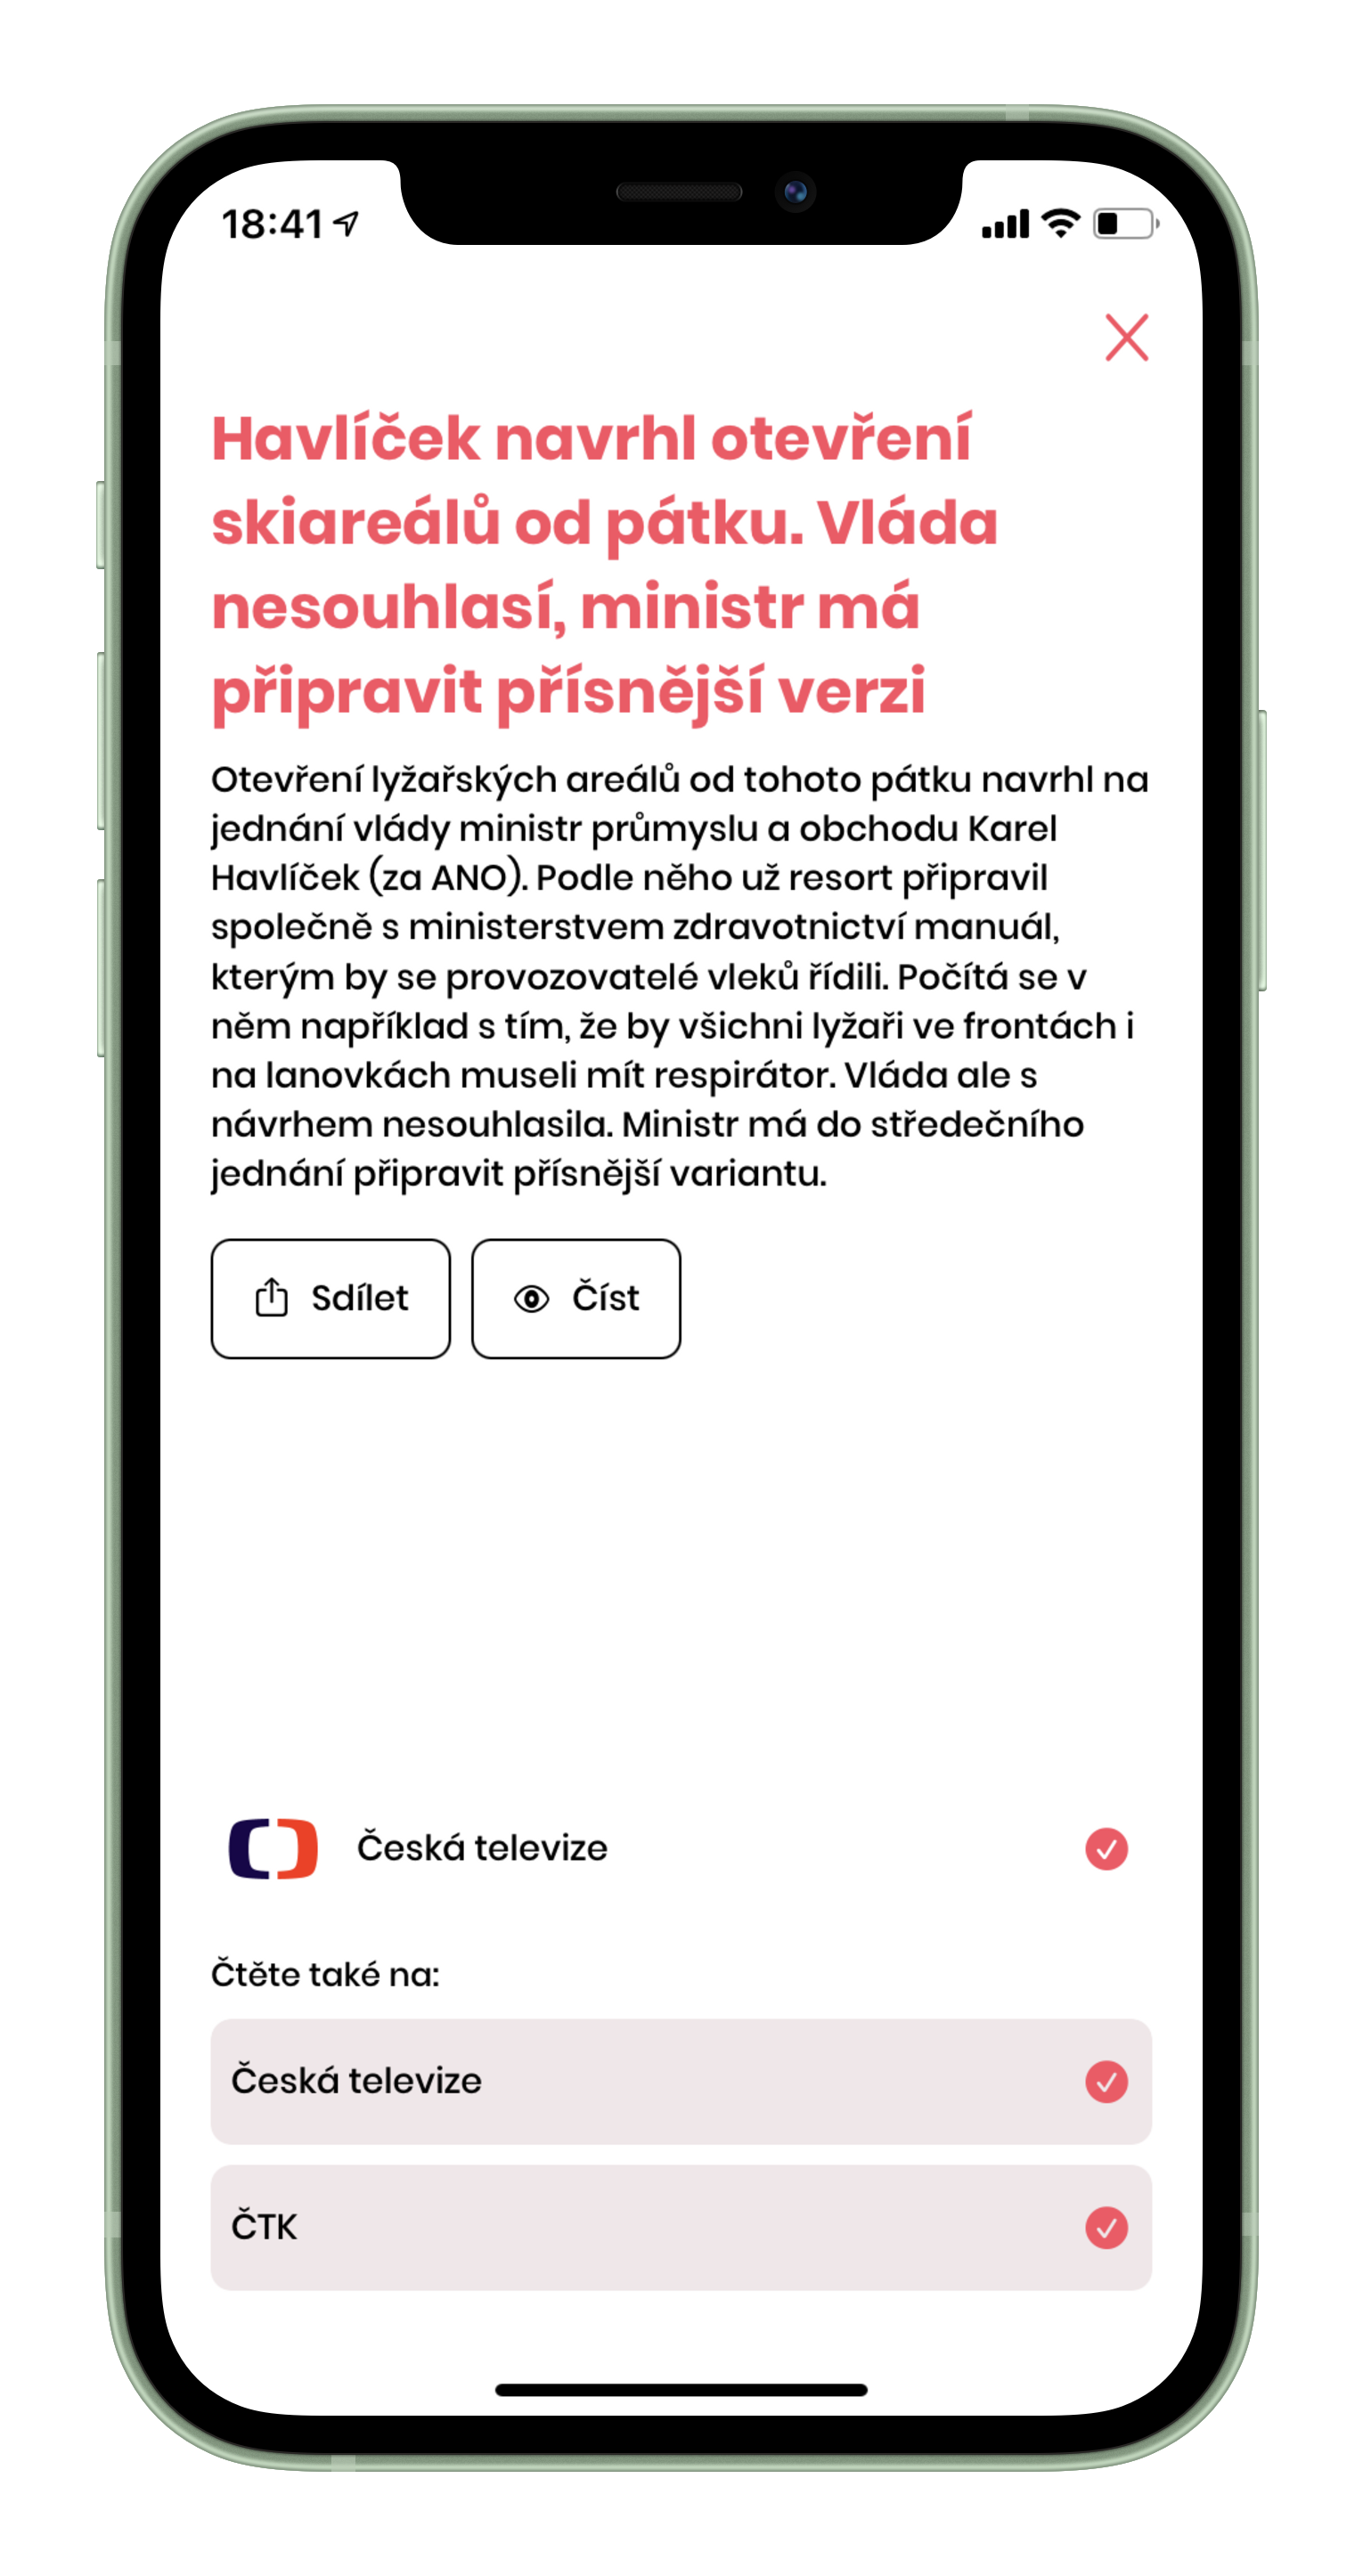 18:41
Havlíček navrhl otevření
skiareálů od pátku. Vláda
nesouhlasí, ministr má
připravit přísnější verzi
Otevření lyžařských areálů od tohoto pátku navrhl na
jednání vlády ministr průmyslu a obchodu Karel
Havlíček (za ANO). Podle něho už resort připravil
společně s ministerstvem zdravotnictví manuál,
kterým by se provozovatelé vleků řídili. Počítá se v
něm například s tím, že by všichni lyžaři ve frontách i
na lanovkách museli mít respirátor. Vláda ale s
návrhem nesouhlasila. Ministr má do středečního
jednání připravit přísnější variantu.
Sdílet
Číst
Česká televize
Čtěte také na:
Česká televize
ČTK